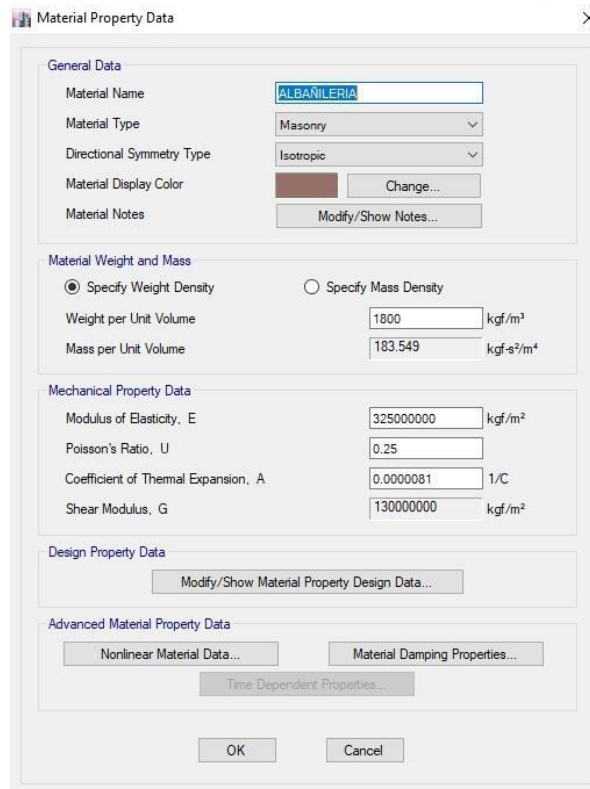 Material Property Data
General Data
Material Name ALBAÑILERIA
Material Type Masonry
Directional Symmetry Type Isotropic
Material Display Color Change...
Material Notes Modify/Show Notes...
Material Weight and Mass
Specify Weight Density Specify Mass Density
Weight per Unit Volume 1800 kgf/m³
Mass per Unit Volume 183.549 kgf-s²/m⁴
Mechanical Property Data
Modulus of Elasticity, E 325000000 kgf/m²
Poisson's Ratio, U 0.25
Coefficient of Thermal Expansion, A 0.0000081 1/C
Shear Modulus, G 130000000 kgf/m²
Design Property Data
Modify/Show Material Property Design Data...
Advanced Material Property Data
Nonlinear Material Data... Material Damping Properties...
Time Dependent Properties...
OK Cancel